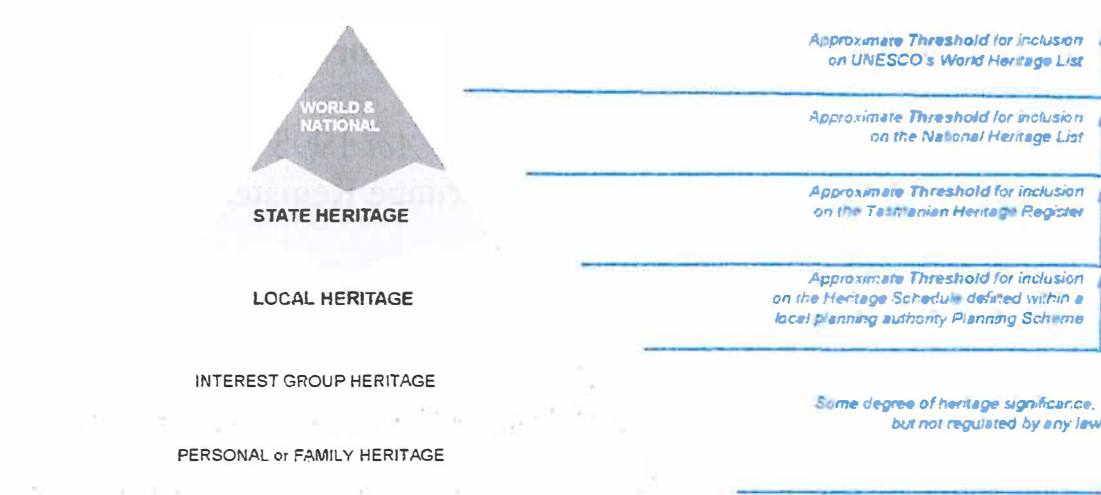 Approximate Threshold for inclusion
on UNESCO's World Heritage List
WORLD &
NATIONAL
Approximate Threshold for inclusion
on the National Heritage List
STATE HERITAGE
Approximate Threshold for inclusion
on the Tasmanian Heritage Register
LOCAL HERITAGE
Approximate Threshold for inclusion
on the Heritage Schedule defined within a
local planning authority Planning Scheme
INTEREST GROUP HERITAGE
Some degree of heritage significance,
but not regulated by any law
PERSONAL or FAMILY HERITAGE